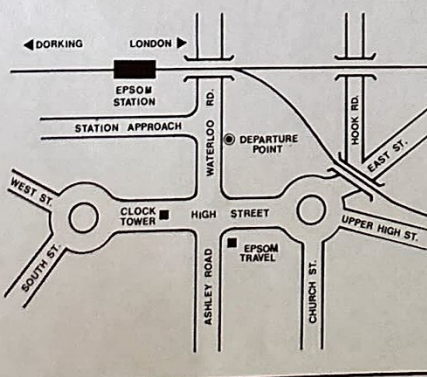 DORKING
LONDON
EPSOM
STATION
STATION APPROACH
WATERLOO RD.
DEPARTURE
POINT
HOOK RD.
EAST ST.
WEST ST.
CLOCK
TOWER
HIGH STREET
UPPER HIGH ST.
SOUTH ST.
EPSOM
TRAVEL
ASHLEY ROAD
CHURCH ST.